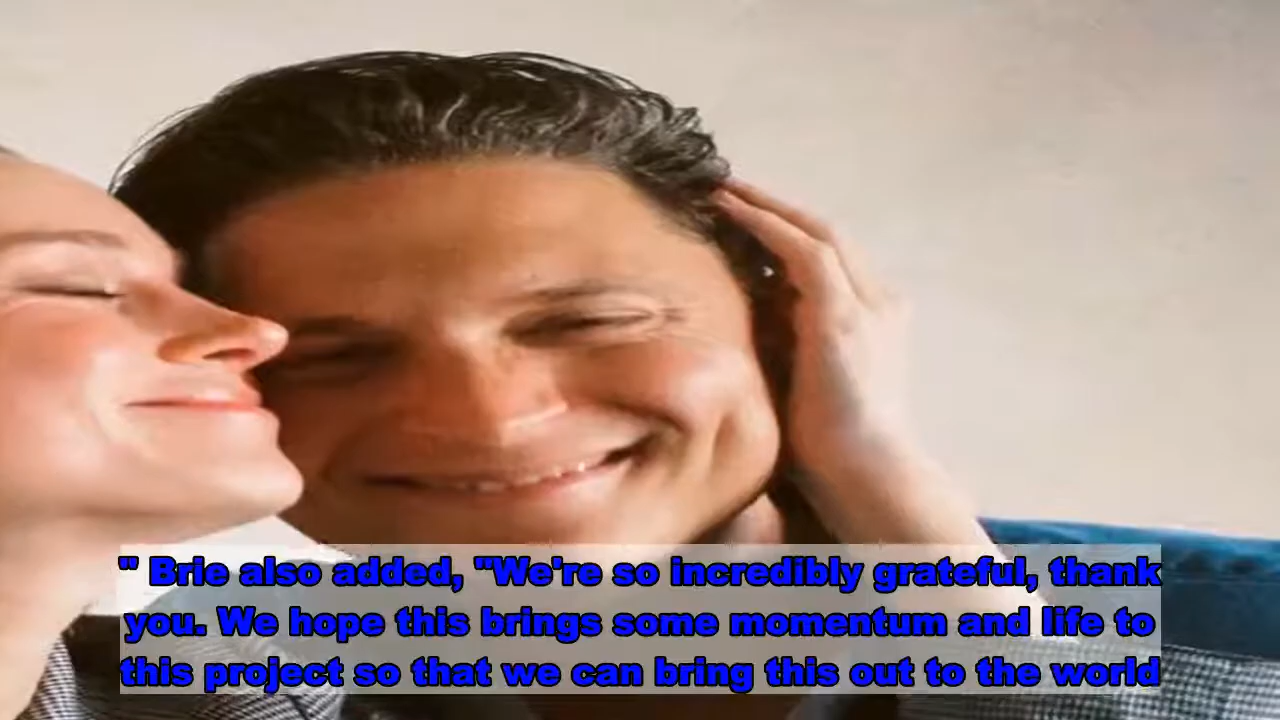 " Brie also added, "We're so incredibly grateful, thank
you. We hope this brings some momentum and life to
this project so that we can bring this out to the world